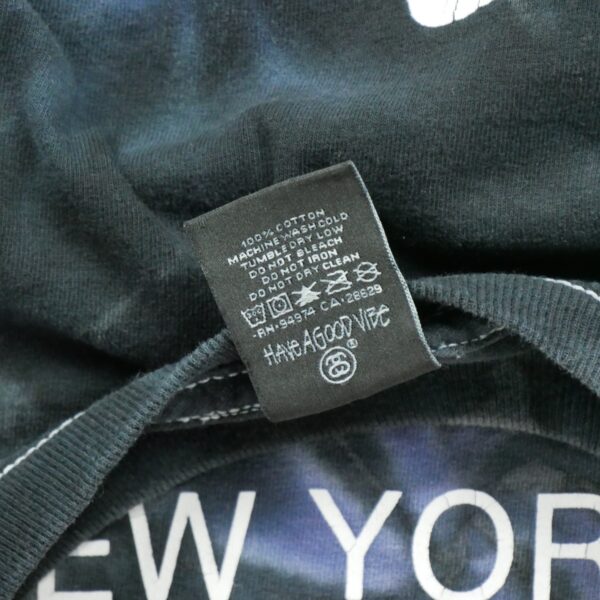 100% COTTON
MACHINE WASH COLD
TUMBLE DRY LOW
DO NOT BLEACH
DO NOT IRON
DO NOT DRY CLEAN
RN·94974 CA·28629
HAVE A GOOD VIBE
®
EW YOR